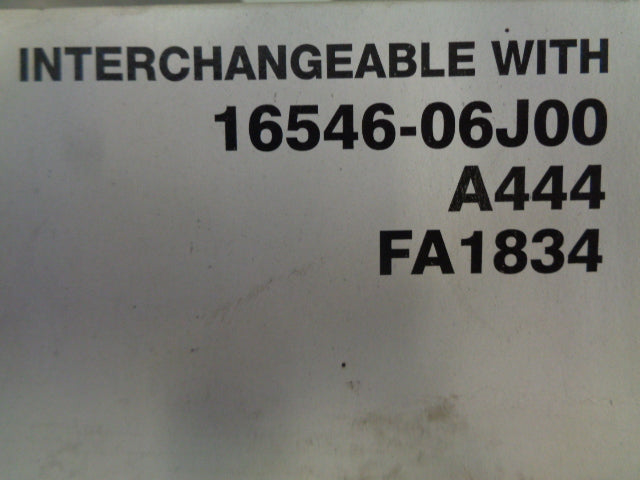 INTERCHANGEABLE WITH
16546-06J00
A444
FA1834